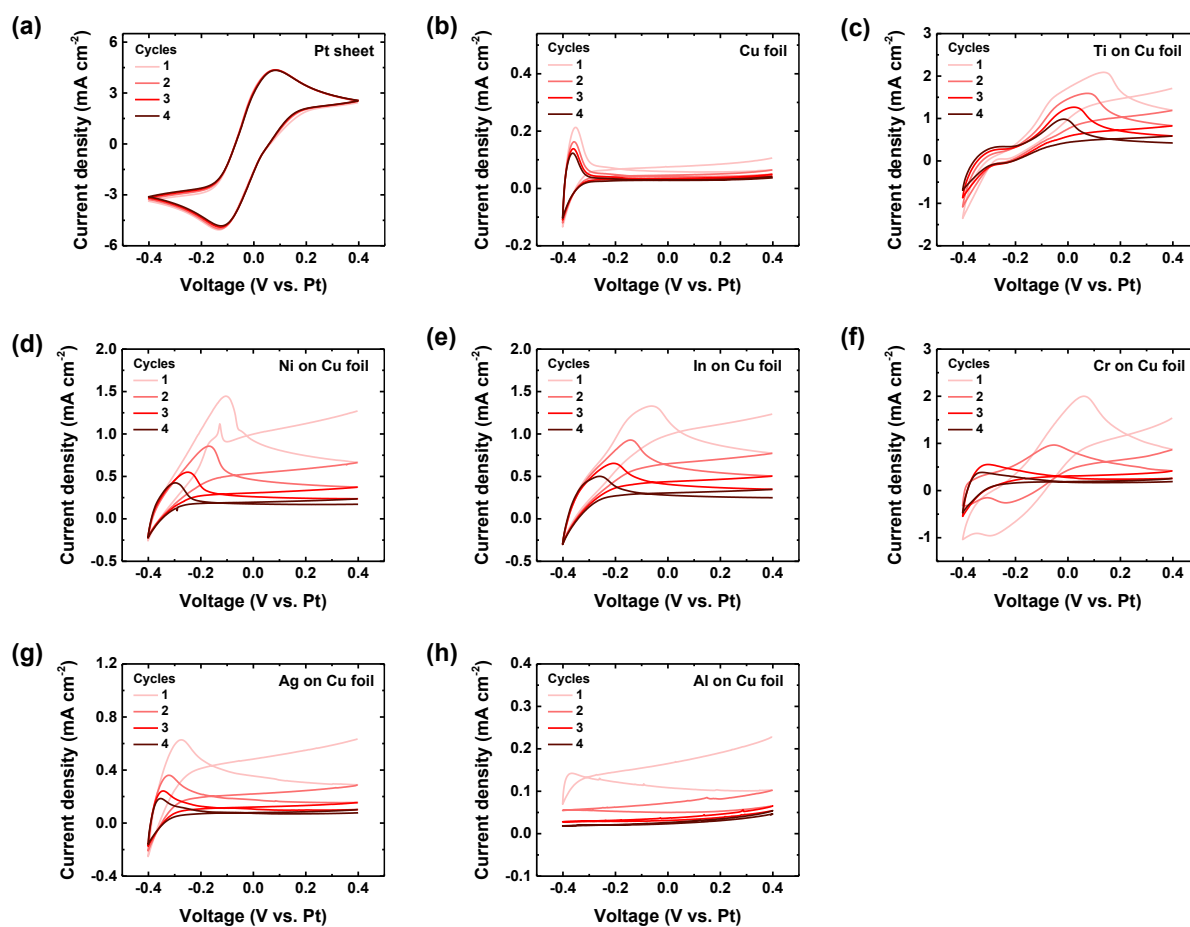 (a)
Cycles
1
2
3
4
Pt sheet
6
3
0
-3
-6
Current density (mA cm-2)
-0.4 -0.2 0.0 0.2 0.4
Voltage (V vs. Pt)
(b)
Cycles
1
2
3
4
Cu foil
0.4
0.2
0.0
-0.2
Current density (mA cm-2)
-0.4 -0.2 0.0 0.2 0.4
Voltage (V vs. Pt)
(c)
Cycles
1
2
3
4
Ti on Cu foil
3
2
1
0
-1
-2
Current density (mA cm-2)
-0.4 -0.2 0.0 0.2 0.4
Voltage (V vs. Pt)
(d)
Cycles
1
2
3
4
Ni on Cu foil
2.0
1.5
1.0
0.5
0.0
-0.5
Current density (mA cm-2)
-0.4 -0.2 0.0 0.2 0.4
Voltage (V vs. Pt)
(e)
Cycles
1
2
3
4
In on Cu foil
2.0
1.5
1.0
0.5
0.0
-0.5
Current density (mA cm-2)
-0.4 -0.2 0.0 0.2 0.4
Voltage (V vs. Pt)
(f)
Cycles
1
2
3
4
Cr on Cu foil
3
2
1
0
-1
Current density (mA cm-2)
-0.4 -0.2 0.0 0.2 0.4
Voltage (V vs. Pt)
(g)
Cycles
1
2
3
4
Ag on Cu foil
1.2
0.8
0.4
0.0
-0.4
Current density (mA cm-2)
-0.4 -0.2 0.0 0.2 0.4
Voltage (V vs. Pt)
(h)
Cycles
1
2
3
4
Al on Cu foil
0.4
0.3
0.2
0.1
0.0
-0.1
Current density (mA cm-2)
-0.4 -0.2 0.0 0.2 0.4
Voltage (V vs. Pt)